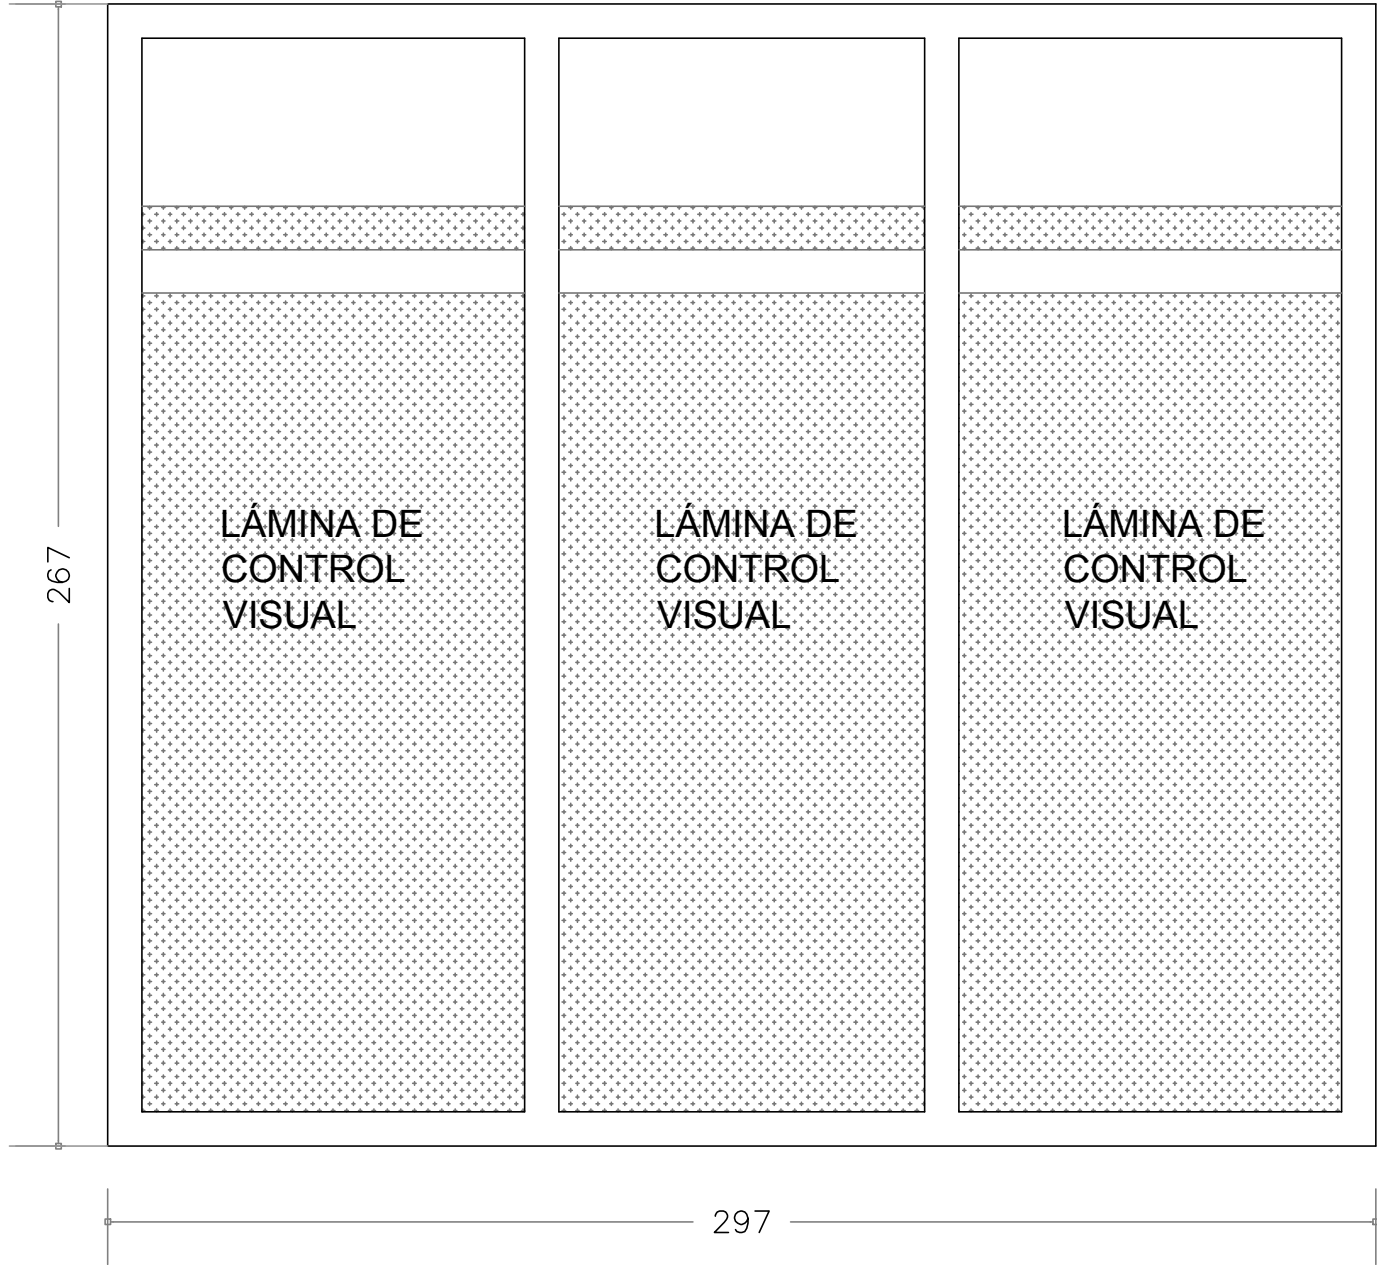 LÁMINA DE
CONTROL
VISUAL
LÁMINA DE
CONTROL
VISUAL
LÁMINA DE
CONTROL
VISUAL
267
297